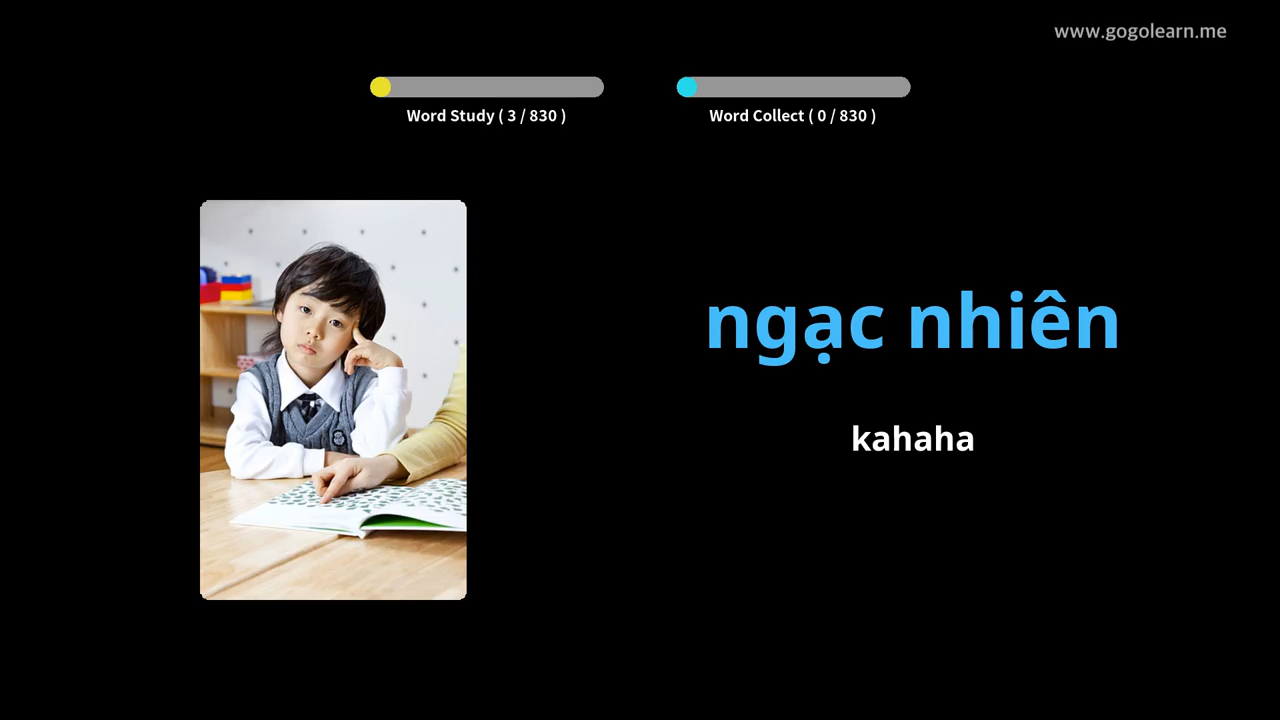 www.gogolearn.me
Word Study ( 3 / 830 )
Word Collect ( 0 / 830 )
ngạc nhiên
kahaha